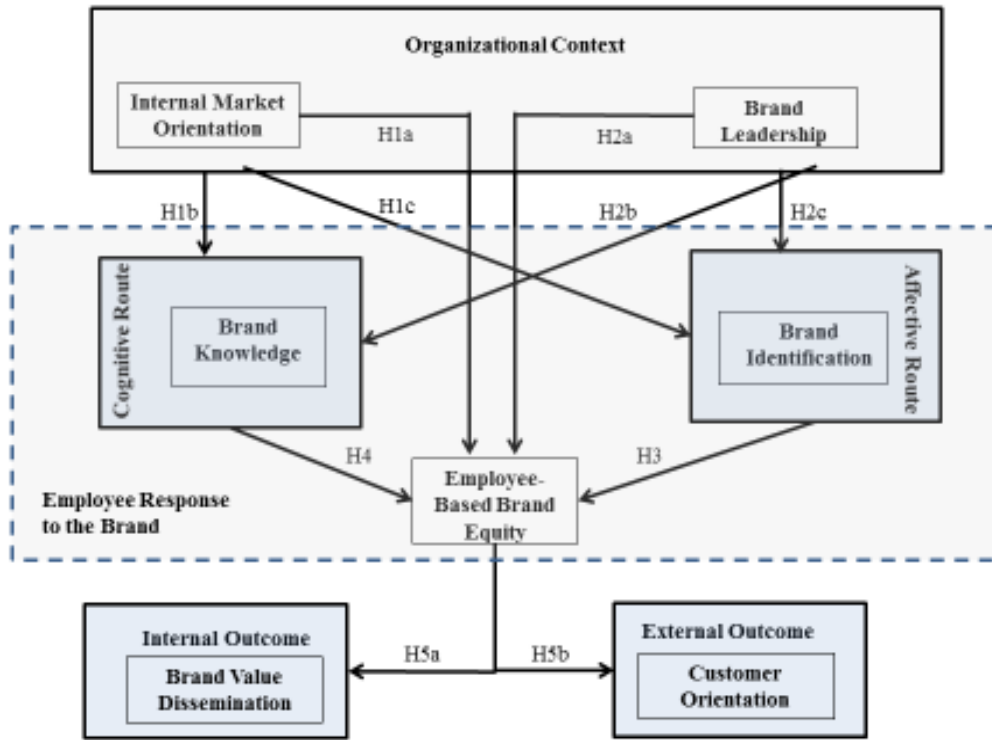 Organizational Context
Internal Market
Orientation
Brand
Leadership
H1a
H2a
H1b
H1c
H2b
H2c
Cognitive Route
Brand
Knowledge
Brand
Identification
Affective Route
H4
H3
Employee-
Based Brand
Equity
Employee Response
to the Brand
Internal Outcome
Brand Value
Dissemination
H5a
H5b
External Outcome
Customer
Orientation